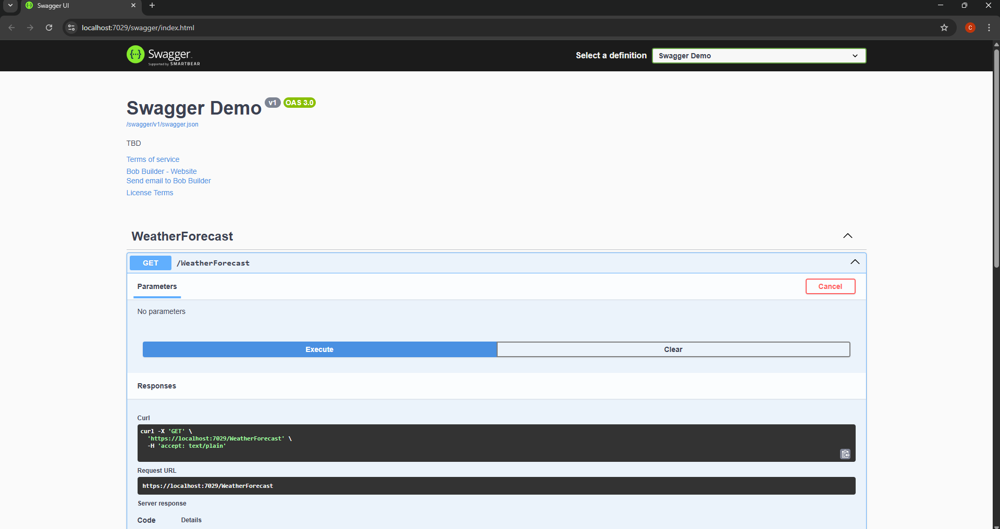 Swagger UI
localhost:7029/swagger/index.html
C
{···} Swagger
Supported by SMARTBEAR
Select a definition
Swagger Demo
Swagger Demo v1 OAS 3.0
/swagger/v1/swagger.json
TBD
Terms of service
Bob Builder - Website
Send email to Bob Builder
License Terms
WeatherForecast
GET /WeatherForecast
Parameters
Cancel
No parameters
Execute
Clear
Responses
Curl
curl -X 'GET' \
'https://localhost:7029/WeatherForecast' \
-H 'accept: text/plain'
Request URL
https://localhost:7029/WeatherForecast
Server response
Code Details